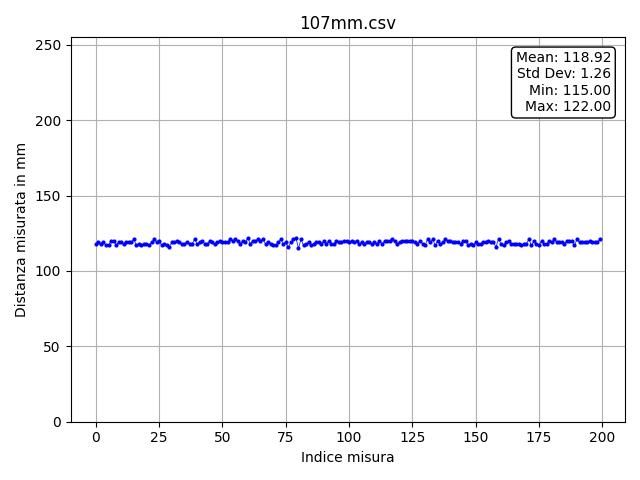 107mm.csv
Mean: 118.92
Std Dev: 1.26
Min: 115.00
Max: 122.00
Distanza misurata in mm
250
200
150
100
50
0
0 25 50 75 100 125 150 175 200
Indice misura